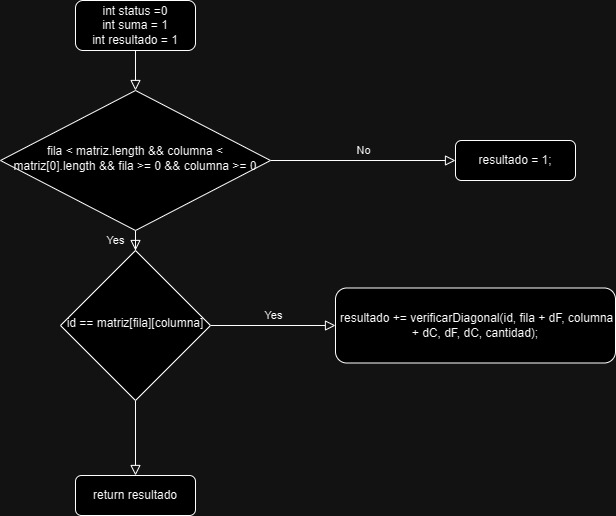 int status =0
int suma = 1
int resultado = 1
fila < matriz.length && columna <
matriz[0].length && fila >= 0 && columna >= 0
No
resultado = 1;
Yes
id == matriz[fila][columna]
Yes
resultado += verificarDiagonal(id, fila + dF, columna
+ dC, dF, dC, cantidad);
return resultado